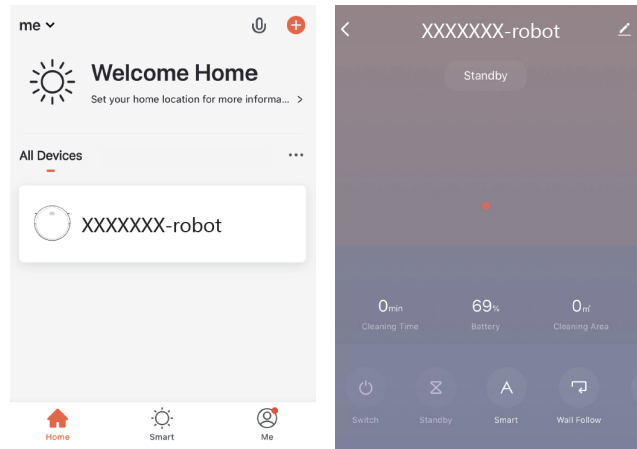 me
Welcome Home
Set your home location for more informa...
All Devices
XXXXXXX-robot
Home
Smart
Me
XXXXXXX-robot
Standby
0min
69%
0㎡
Cleaning Time
Battery
Cleaning Area
Switch
Standby
A
Smart
Wall Follow